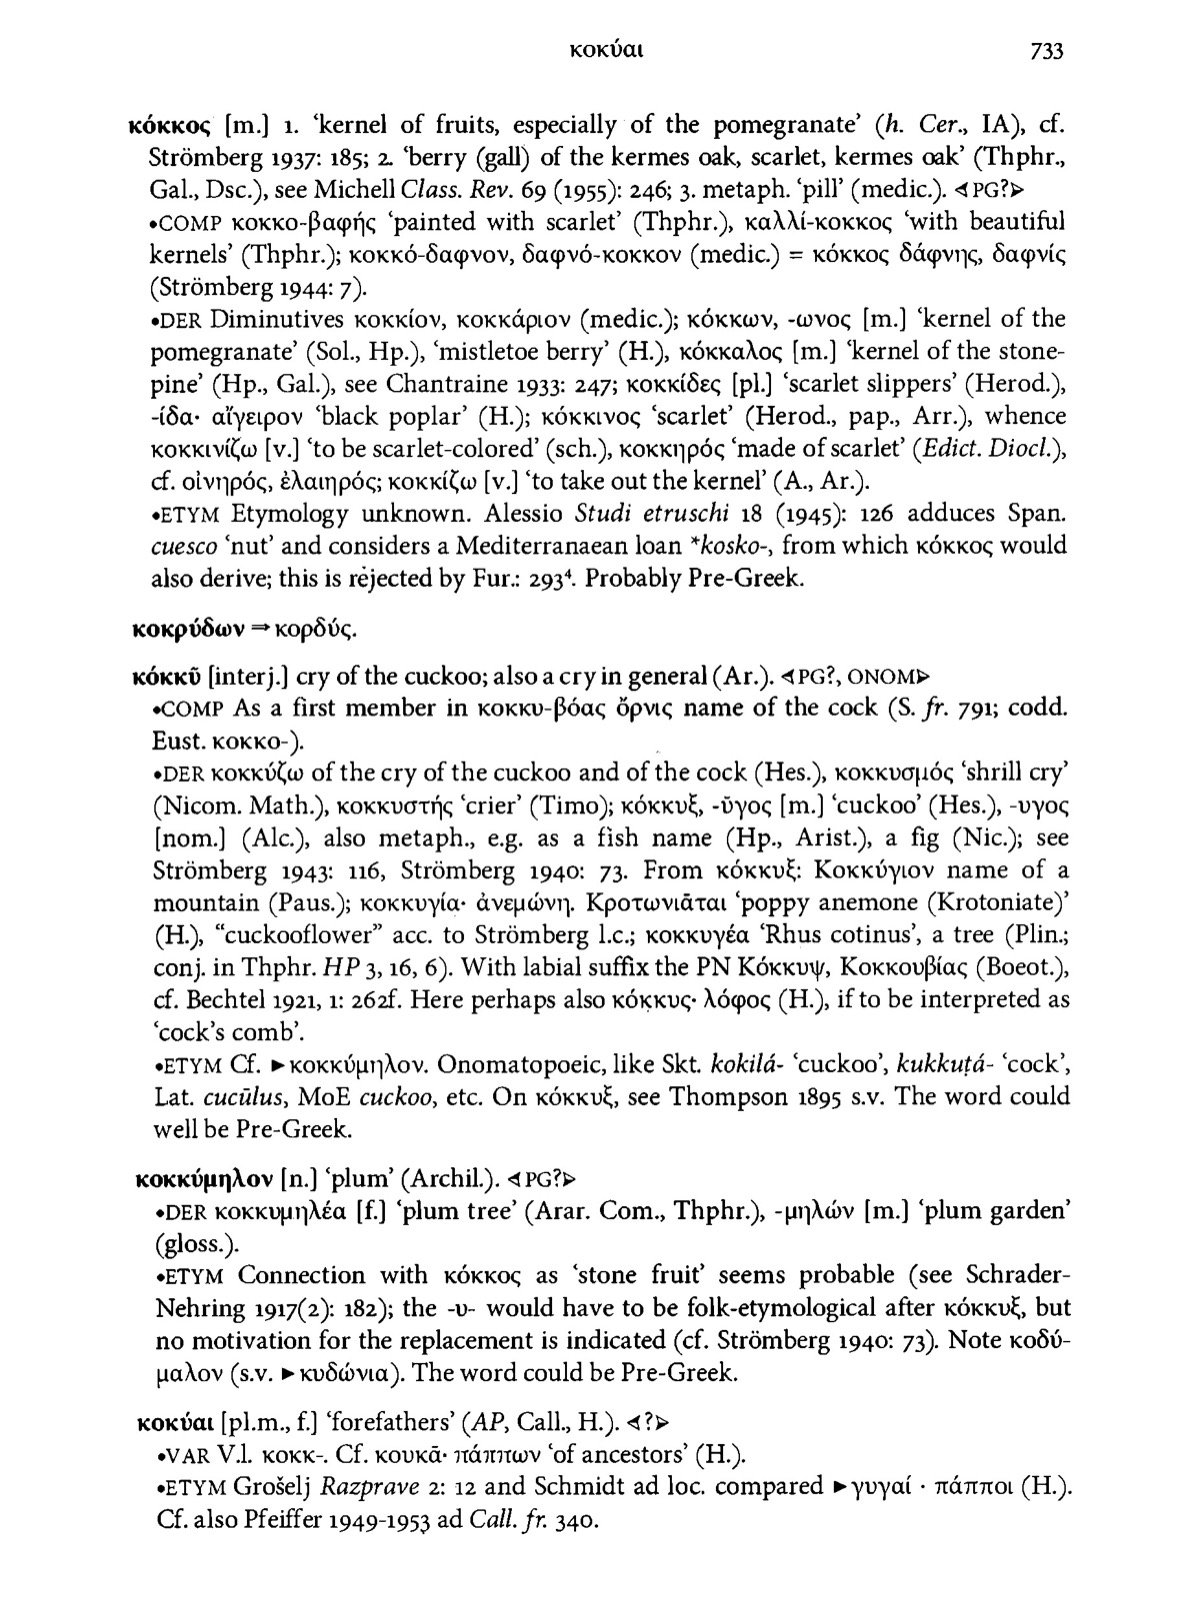 κοκύαι 733
κόκκος [m.] 1. ‘kernel of fruits, especially of the pomegranate’ (h. Cer., IA), cf.
Strömberg 1937: 185; 2. ‘berry (gall) of the kermes oak, scarlet, kermes oak’ (Thphr.,
Gal., Dsc.), see Michell Class. Rev. 69 (1955): 246; 3. metaph. ‘pill’ (medic.). ⊲PG?⊳
•COMP κοκκο-βαφής ‘painted with scarlet’ (Thphr.), καλλί-κοκκος ‘with beautiful
kernels’ (Thphr.); κοκκό-δαφνον, δαφνό-κοκκον (medic.) = κόκκος δάφνης, δαφνίς
(Strömberg 1944: 7).
•DER Diminutives κοκκίον, κοκκάριον (medic.); κόκκων, -ωνος [m.] ‘kernel of the
pomegranate’ (Sol., Hp.), ‘mistletoe berry’ (H.), κόκκαλος [m.] ‘kernel of the stone-
pine’ (Hp., Gal.), see Chantraine 1933: 247; κοκκίδες [pl.] ‘scarlet slippers’ (Herod.),
-ίδα· αἴγειρον ‘black poplar’ (H.); κόκκινος ‘scarlet’ (Herod., pap., Arr.), whence
κοκκινίζω [v.] ‘to be scarlet-colored’ (sch.), κοκκηρός ‘made of scarlet’ (Edict. Diocl.),
cf. οἰνηρός, ἐλαιηρός; κοκκίζω [v.] ‘to take out the kernel’ (A., Ar.).
•ETYM Etymology unknown. Alessio Studi etruschi 18 (1945): 126 adduces Span.
cuesco ‘nut’ and considers a Mediterranaean loan *kosko-, from which κόκκος would
also derive; this is rejected by Fur.: 293⁴. Probably Pre-Greek.
κοκρύδων ⇒ κορδύς.
κόκκῡ [interj.] cry of the cuckoo; also a cry in general (Ar.). ⊲PG?, ONOM⊳
•COMP As a first member in κοκκυ-βόας ὄρνις name of the cock (S. fr. 791; codd.
Eust. κοκκο-).
•DER κοκκύζω of the cry of the cuckoo and of the cock (Hes.), κοκκυσμός ‘shrill cry’
(Nicom. Math.), κοκκυστής ‘crier’ (Timo); κόκκυξ, -ῡγος [m.] ‘cuckoo’ (Hes.), -υγος
[nom.] (Alc.), also metaph., e.g. as a fish name (Hp., Arist.), a fig (Nic.); see
Strömberg 1943: 116, Strömberg 1940: 73. From κόκκυξ: Κοκκύγιον name of a
mountain (Paus.); κοκκυγία· ἀνεμώνη. Κροτωνιᾶται ‘poppy anemone (Krotoniate)’
(H.), “cuckooflower” acc. to Strömberg l.c.; κοκκυγέα ‘Rhus cotinus’, a tree (Plin.;
conj. in Thphr. HP 3, 16, 6). With labial suffix the PN Κόκκυψ, Κοκκουβίας (Boeot.),
cf. Bechtel 1921, 1: 262f. Here perhaps also κόκκυς· λόφος (H.), if to be interpreted as
‘cock’s comb’.
•ETYM Cf. ►κοκκύμηλον. Onomatopoeic, like Skt. kokilá- ‘cuckoo’, kukkuṭá- ‘cock’,
Lat. cucūlus, MoE cuckoo, etc. On κόκκυξ, see Thompson 1895 s.v. The word could
well be Pre-Greek.
κοκκύμηλον [n.] ‘plum’ (Archil.). ⊲PG?⊳
•DER κοκκυμηλέα [f.] ‘plum tree’ (Arar. Com., Thphr.), -μηλών [m.] ‘plum garden’
(gloss.).
•ETYM Connection with κόκκος as ‘stone fruit’ seems probable (see Schrader-
Nehring 1917(2): 182); the -υ- would have to be folk-etymological after κόκκυξ, but
no motivation for the replacement is indicated (cf. Strömberg 1940: 73). Note κοδύ-
μαλον (s.v. ►κυδώνια). The word could be Pre-Greek.
κοκύαι [pl.m., f.] ‘forefathers’ (AP, Call., H.). ⊲?⊳
•VAR V.l. κοκκ-. Cf. κουκᾶ· πάππων ‘of ancestors’ (H.).
•ETYM Grošelj Razprave 2: 12 and Schmidt ad loc. compared ►γυγαί · πάπποι (H.).
Cf. also Pfeiffer 1949-1953 ad Call. fr. 340.